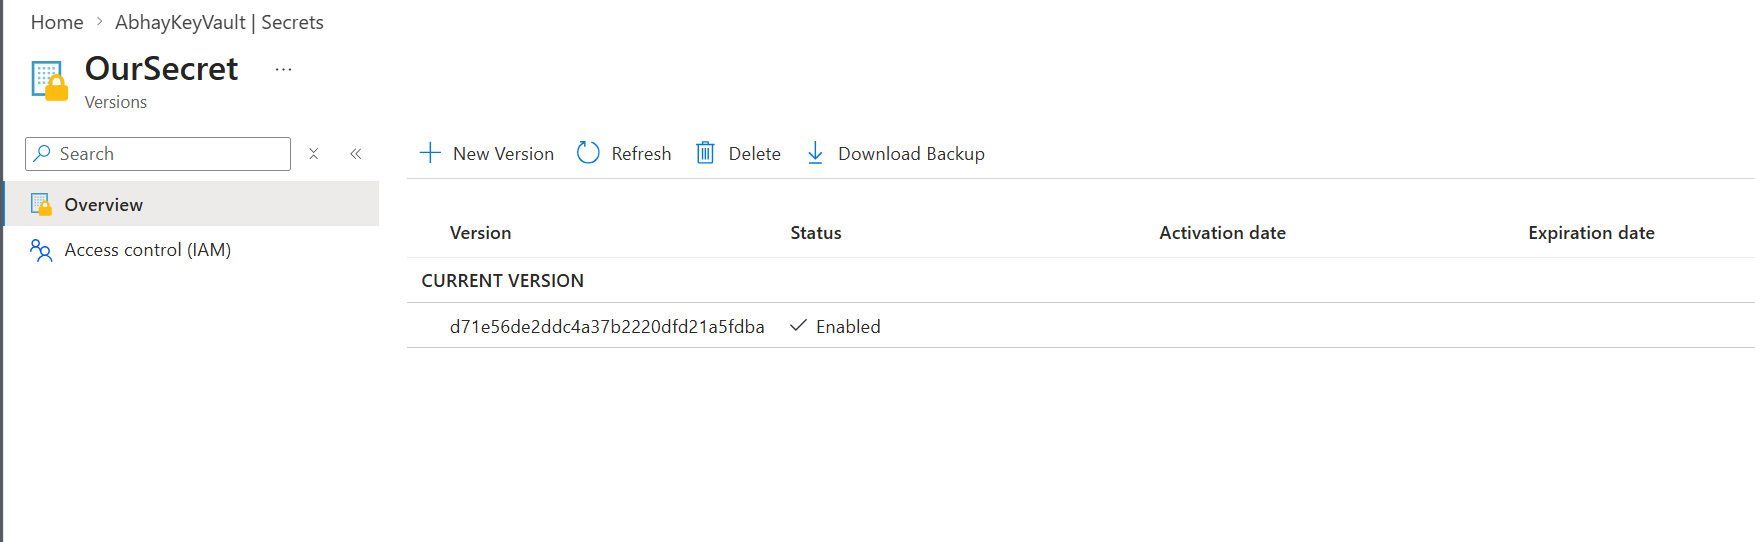 Home > AbhayKeyVault | Secrets
OurSecret ...
Versions
Search
New Version Refresh Delete Download Backup
Overview
Access control (IAM)
Version Status Activation date Expiration date
CURRENT VERSION
d71e56de2ddc4a37b2220dfd21a5fdba Enabled